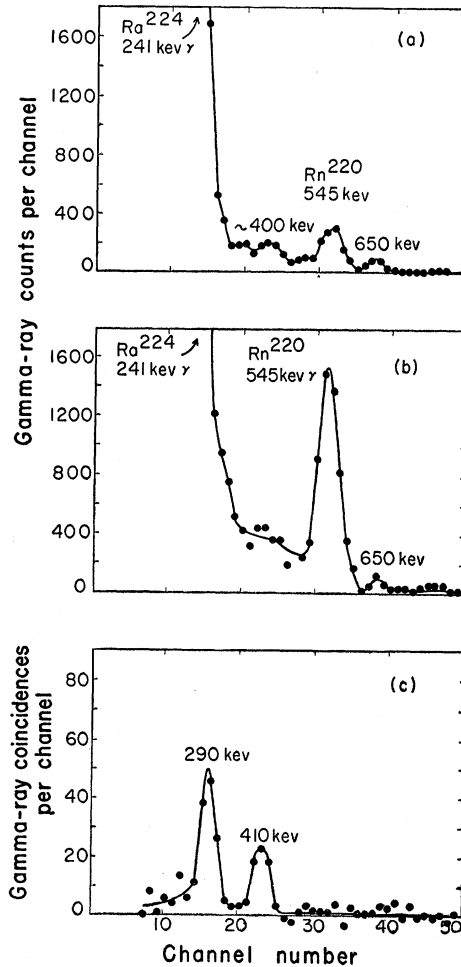 Gamma-ray counts per channel
1600
1200
800
400
0
Ra224
241 kev γ
(a)
~400 kev
Rn220
545 kev
650 kev
1600
1200
800
400
0
Ra224
241 kev γ
Rn220
545 kev γ
(b)
650 kev
Gamma-ray coincidences
per channel
80
60
40
20
0
(c)
290 kev
410 kev
10
20
30
40
50
Channel number